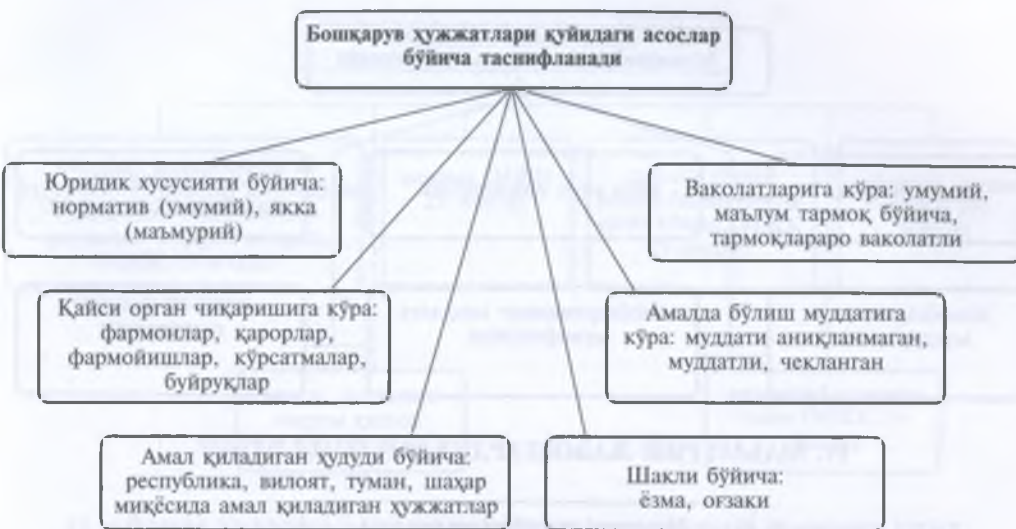 Бошқарув ҳужжатлари қуйидаги асослар
бўйича таснифланади
Юридик хусусияти бўйича:
норматив (умумий), якка
(маъмурий)
Ваколатларига кўра: умумий,
маълум тармоқ бўйича,
тармоқлараро ваколатли
Қайси орган чиқаришига кўра:
фармонлар, қарорлар,
фармойишлар, кўрсатмалар,
буйруқлар
Амалда бўлиш муддатига
кўра: муддати аниқланмаган,
муддатли, чекланган
Амал қиладиган ҳудуди бўйича:
республика, вилоят, туман, шаҳар
миқёсида амал қиладиган ҳужжатлар
Шакли бўйича:
ёзма, оғзаки